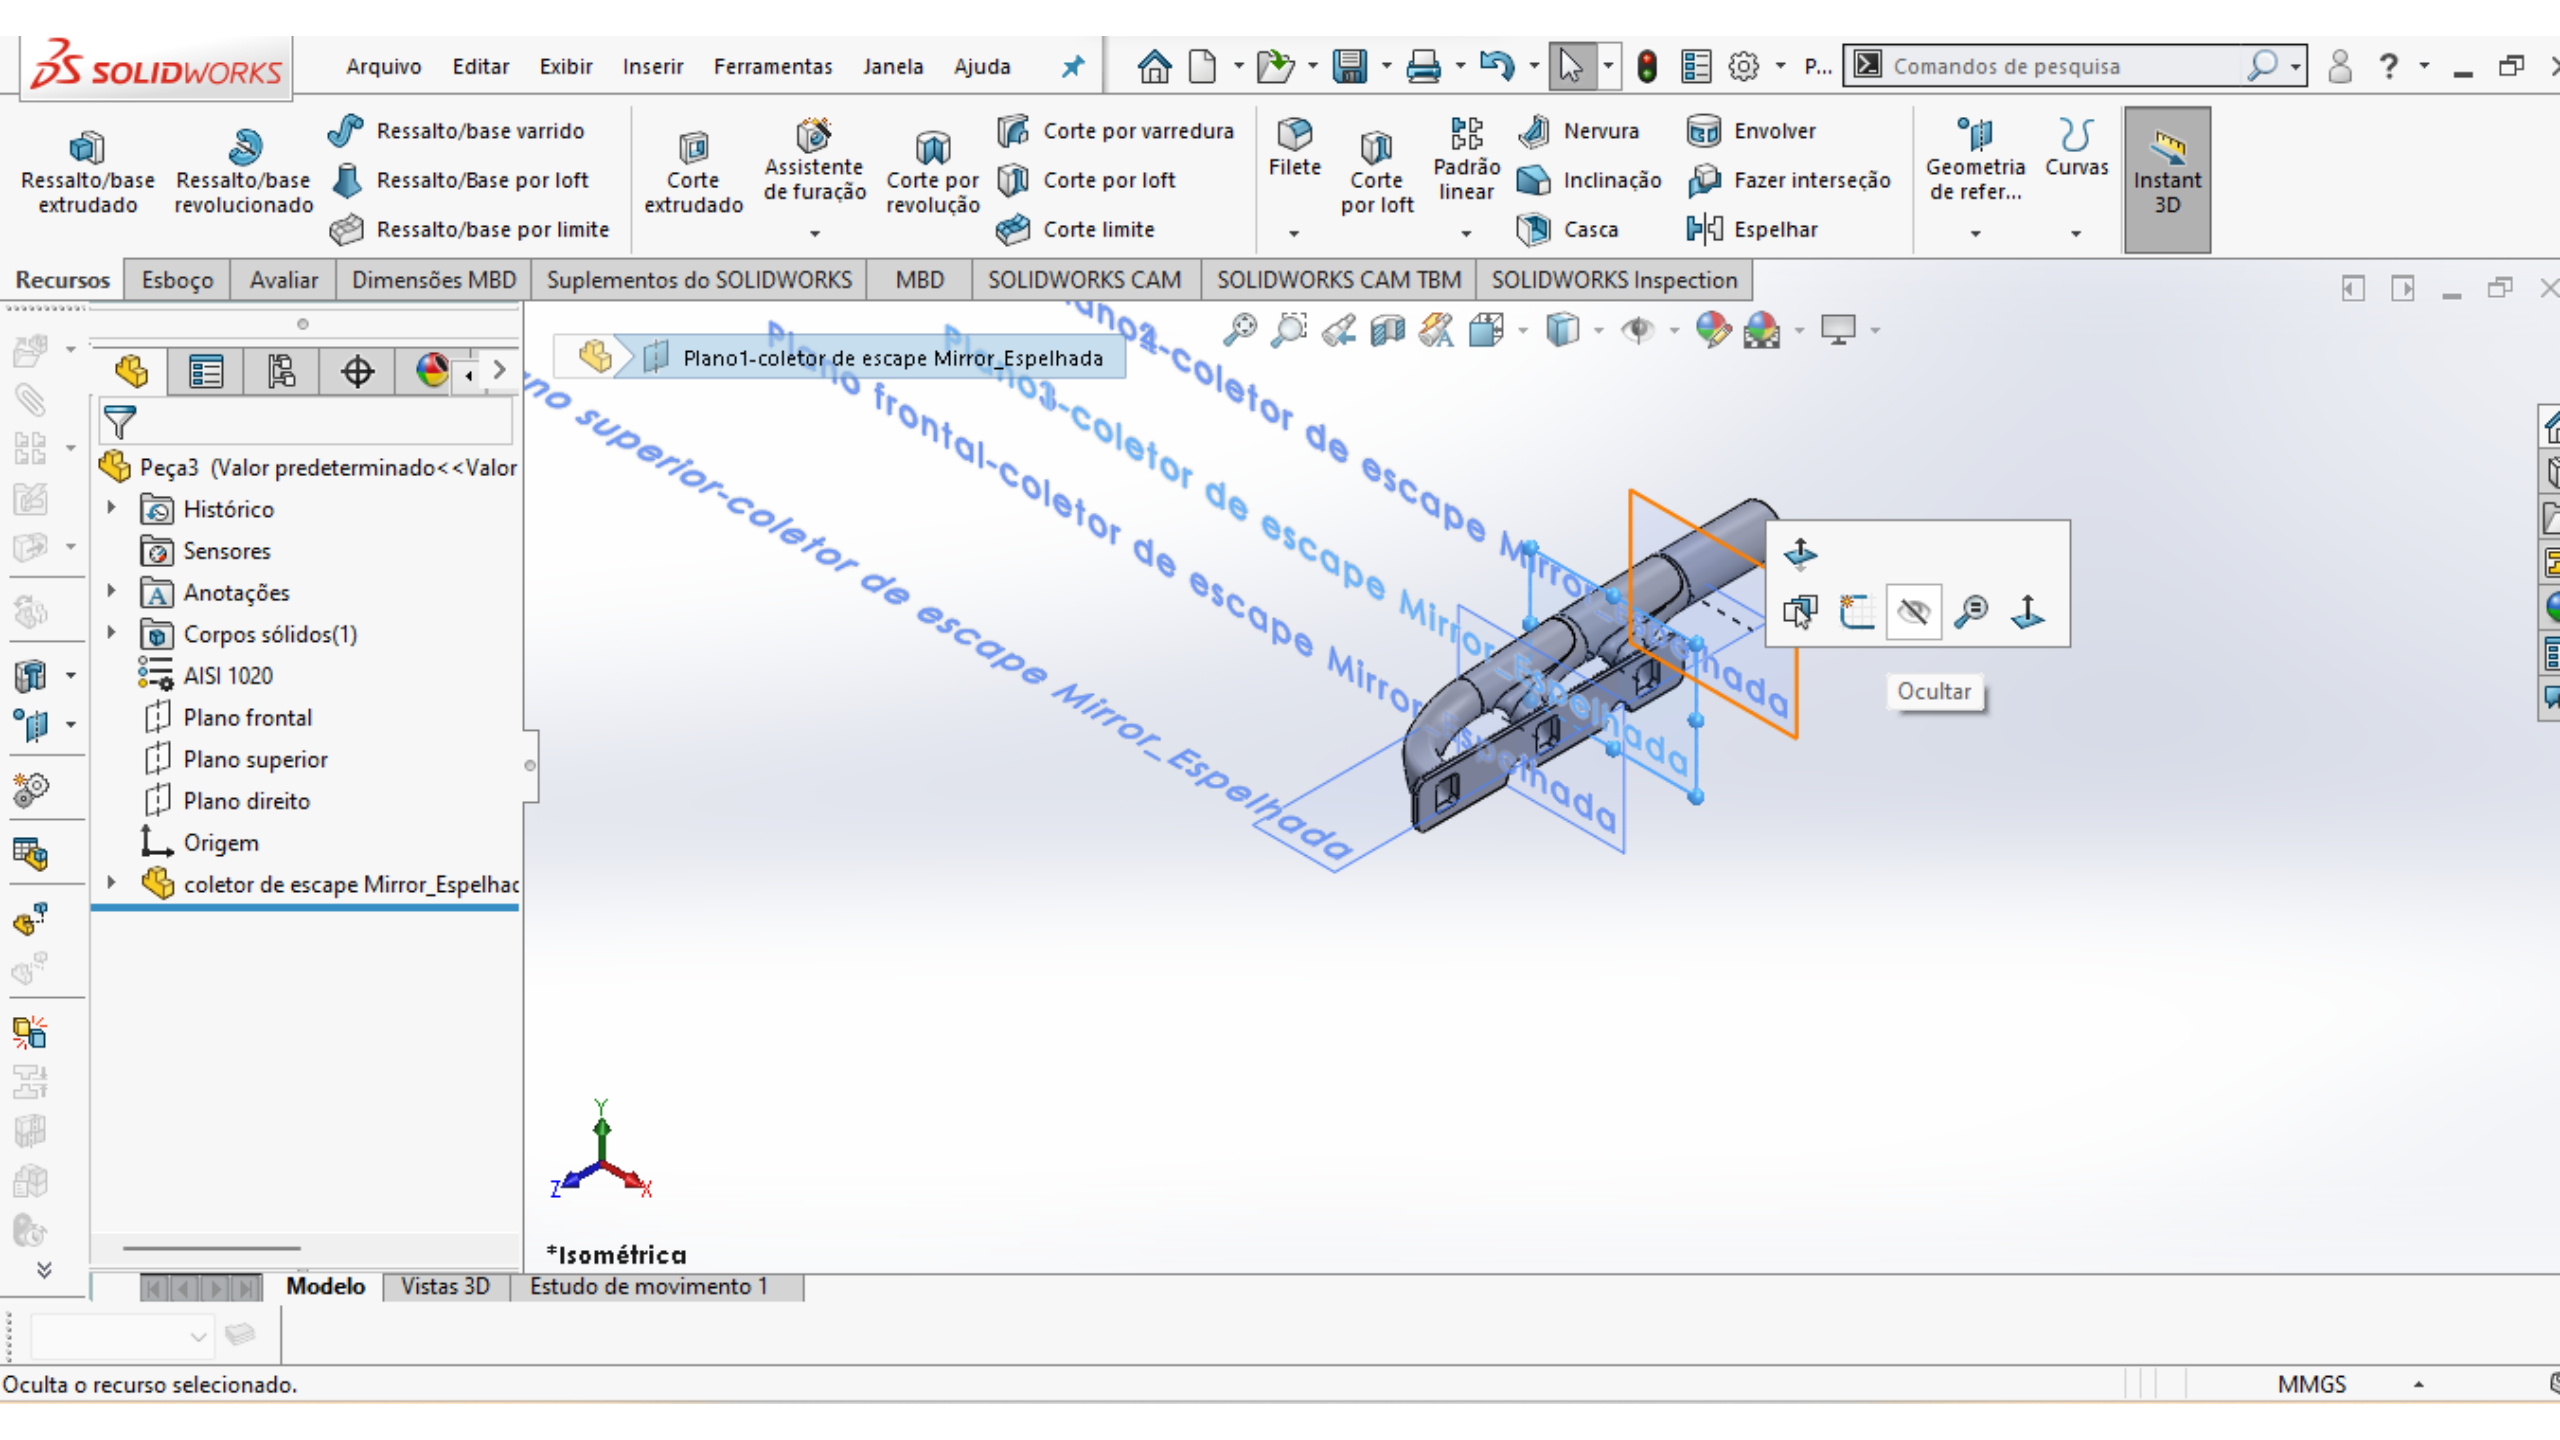 SOLIDWORKS
Arquivo Editar Exibir Inserir Ferramentas Janela Ajuda
P...
Comandos de pesquisa
?
Ressalto/base extrudado
Ressalto/base revolucionado
Ressalto/base varrido
Ressalto/Base por loft
Ressalto/base por limite
Corte extrudado
Assistente de furação
Corte por revolução
Corte por varredura
Corte por loft
Corte limite
Filete
Corte por loft
Padrão linear
Nervura
Inclinação
Casca
Envolver
Fazer interseção
Espelhar
Geometria de refer...
Curvas
Instant 3D
Recursos Esboço Avaliar Dimensões MBD Suplementos do SOLIDWORKS MBD SOLIDWORKS CAM SOLIDWORKS CAM TBM SOLIDWORKS Inspection
Plano1-coletor de escape Mirror_Espelhada
Peça3 (Valor predeterminado<<Valor
Histórico
Sensores
Anotações
Corpos sólidos(1)
AISI 1020
Plano frontal
Plano superior
Plano direito
Origem
coletor de escape Mirror_Espelhac
-coletor de escape Mirror_Espelhada
-coletor de escape Mirror_Espelhada
Plano frontal-coletor de escape Mirror_Espelhada
no superior-coletor de escape Mirror_Espelhada
Ocultar
Y
Z
X
*Isométrica
Modelo Vistas 3D Estudo de movimento 1
Oculta o recurso selecionado.
MMGS